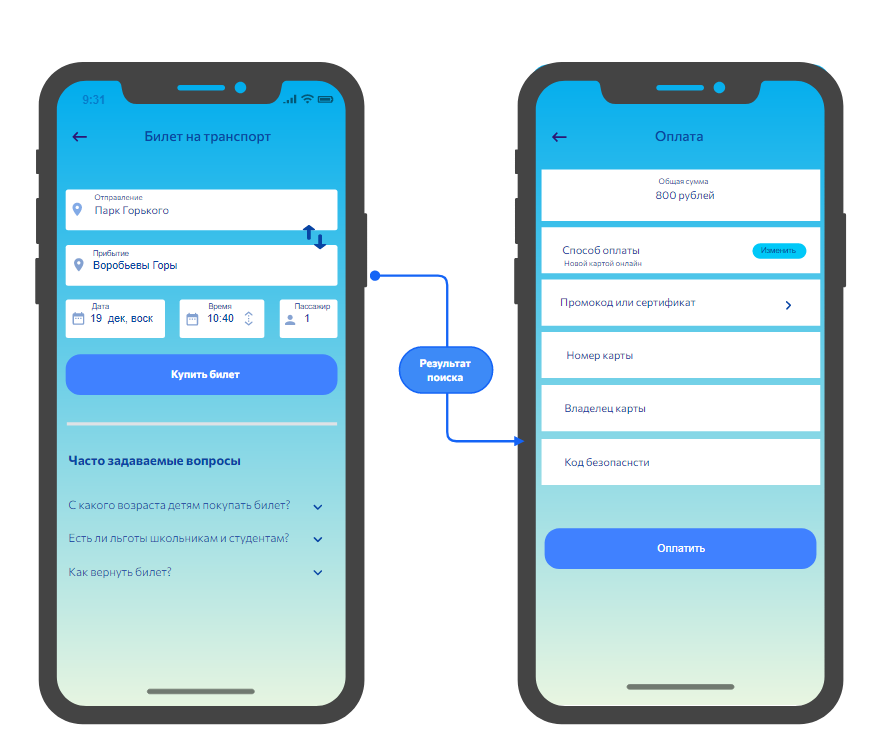 9:31
Билет на транспорт
Отправление
Парк Горького
Прибытие
Воробьевы Горы
Дата
19 дек, воск
Время
10:40
Пассажир
1
Купить билет
Часто задаваемые вопросы
С какого возраста детям покупать билет?
Есть ли льготы школьникам и студентам?
Как вернуть билет?
Результат
поиска
Оплата
Общая сумма
800 рублей
Способ оплаты
Новой картой онлайн
Изменить
Промокод или сертификат
Номер карты
Владелец карты
Код безопаснсти
Оплатить